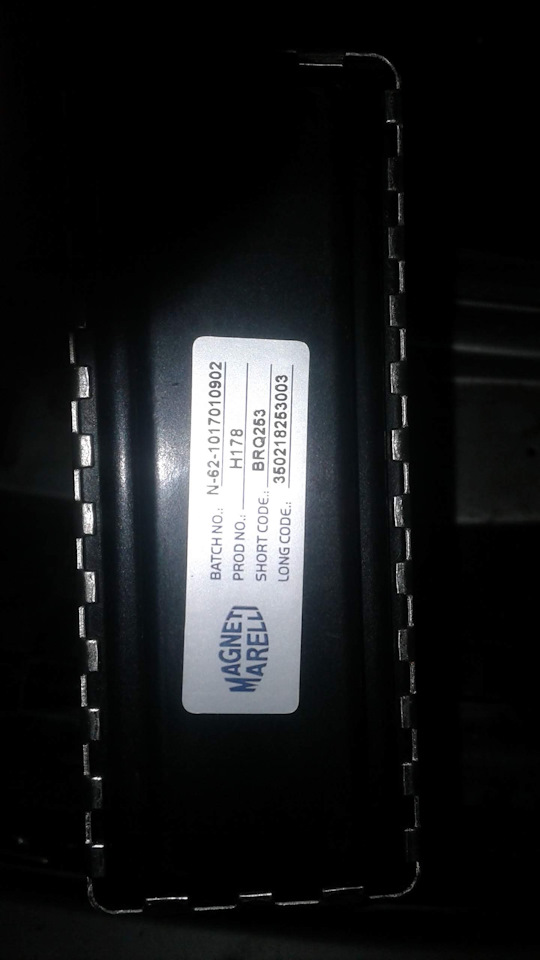 MAGNETI
MARELLI
BATCH NO.: N-62-1017010902
PROD NO.: H178
SHORT CODE.: BRQ253
LONG CODE.: 350218253003